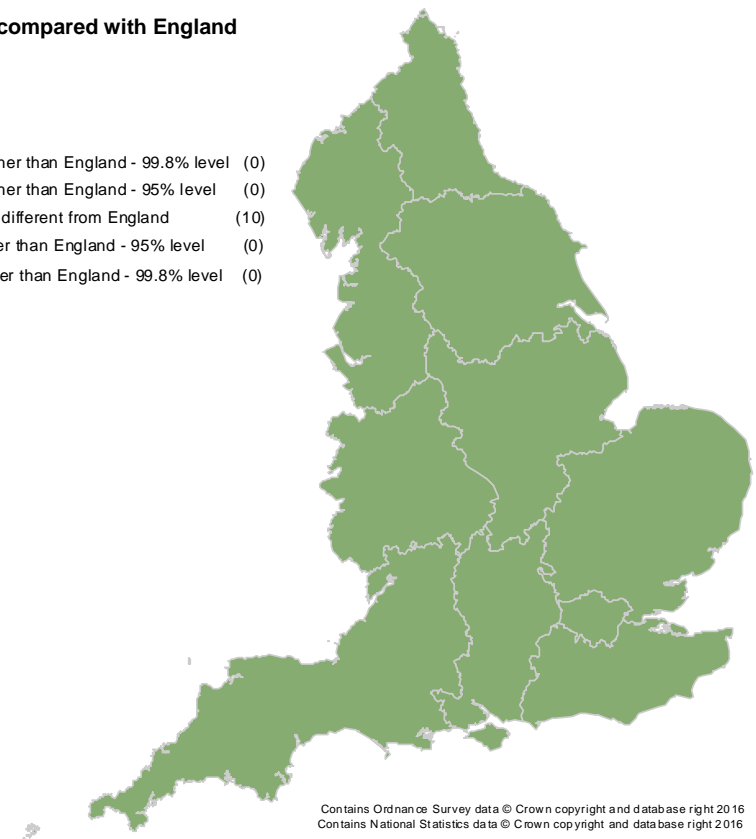 compared with England
her than England - 99.8% level (0)
her than England - 95% level (0)
different from England (10)
er than England - 95% level (0)
er than England - 99.8% level (0)
Contains Ordnance Survey data © Crown copyright and database right 2016
Contains National Statistics data © Crown copyright and database right 2016